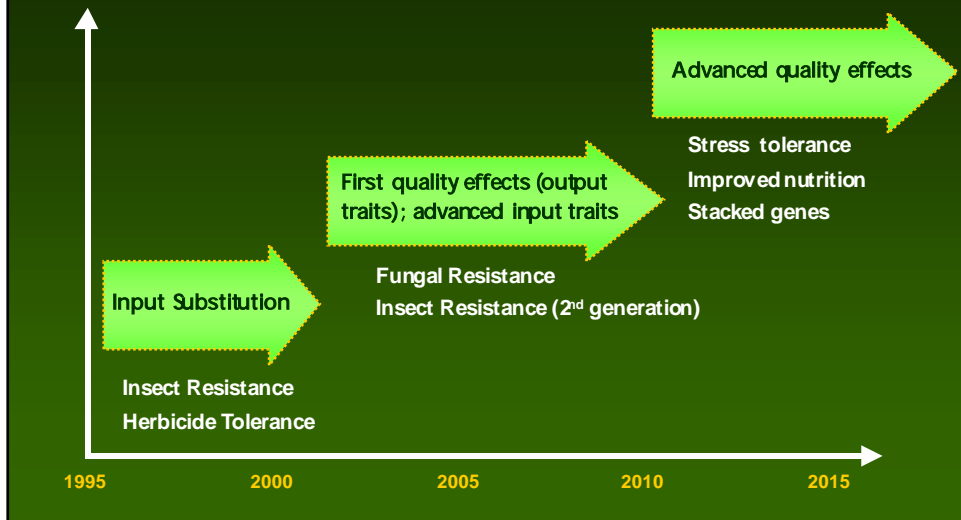 Advanced quality effects
Stress tolerance
Improved nutrition
Stacked genes
First quality effects (output
traits); advanced input traits
Fungal Resistance
Insect Resistance (2nd generation)
Input Substitution
Insect Resistance
Herbicide Tolerance
1995 2000 2005 2010 2015